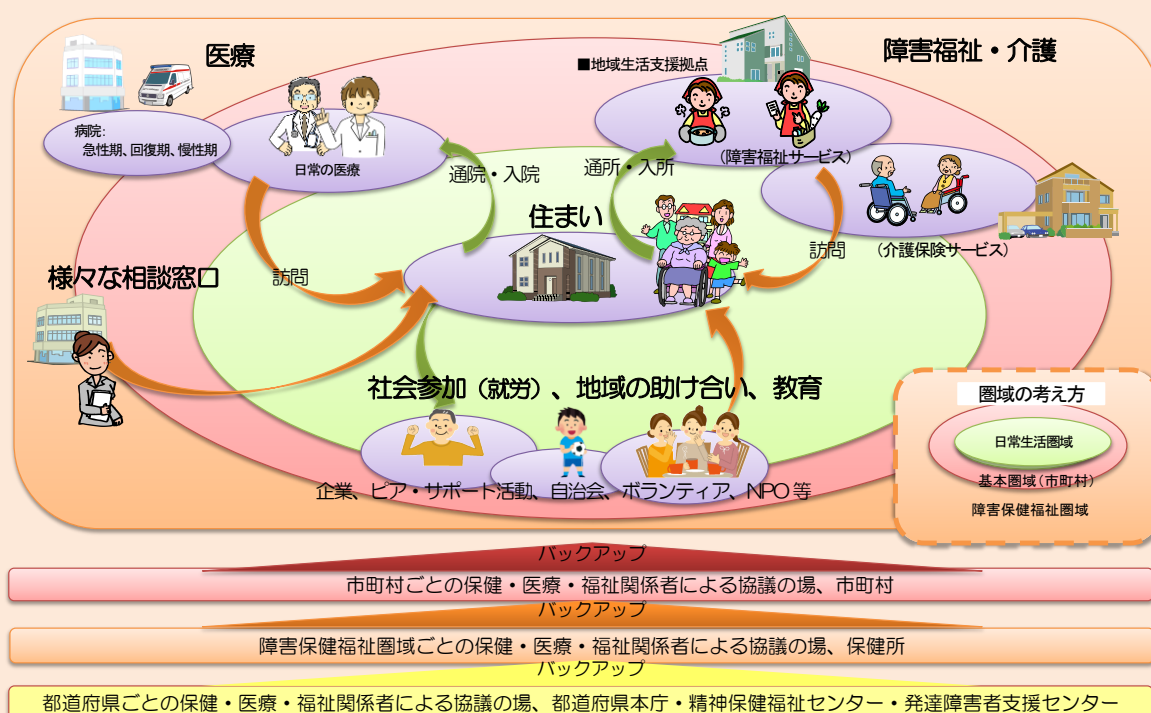 医療
障害福祉・介護
■地域生活支援拠点
病院:
急性期、回復期、慢性期
日常の医療
通院・入院
通所・入所
(障害福祉サービス)
住まい
訪問
(介護保険サービス)
様々な相談窓口
訪問
社会参加(就労)、地域の助け合い、教育
企業、ピア・サポート活動、自治会、ボランティア、NPO等
圏域の考え方
日常生活圏域
基本圏域(市町村)
障害保健福祉圏域
バックアップ
市町村ごとの保健・医療・福祉関係者による協議の場、市町村
バックアップ
障害保健福祉圏域ごとの保健・医療・福祉関係者による協議の場、保健所
バックアップ
都道府県ごとの保健・医療・福祉関係者による協議の場、都道府県本庁・精神保健福祉センター・発達障害者支援センター